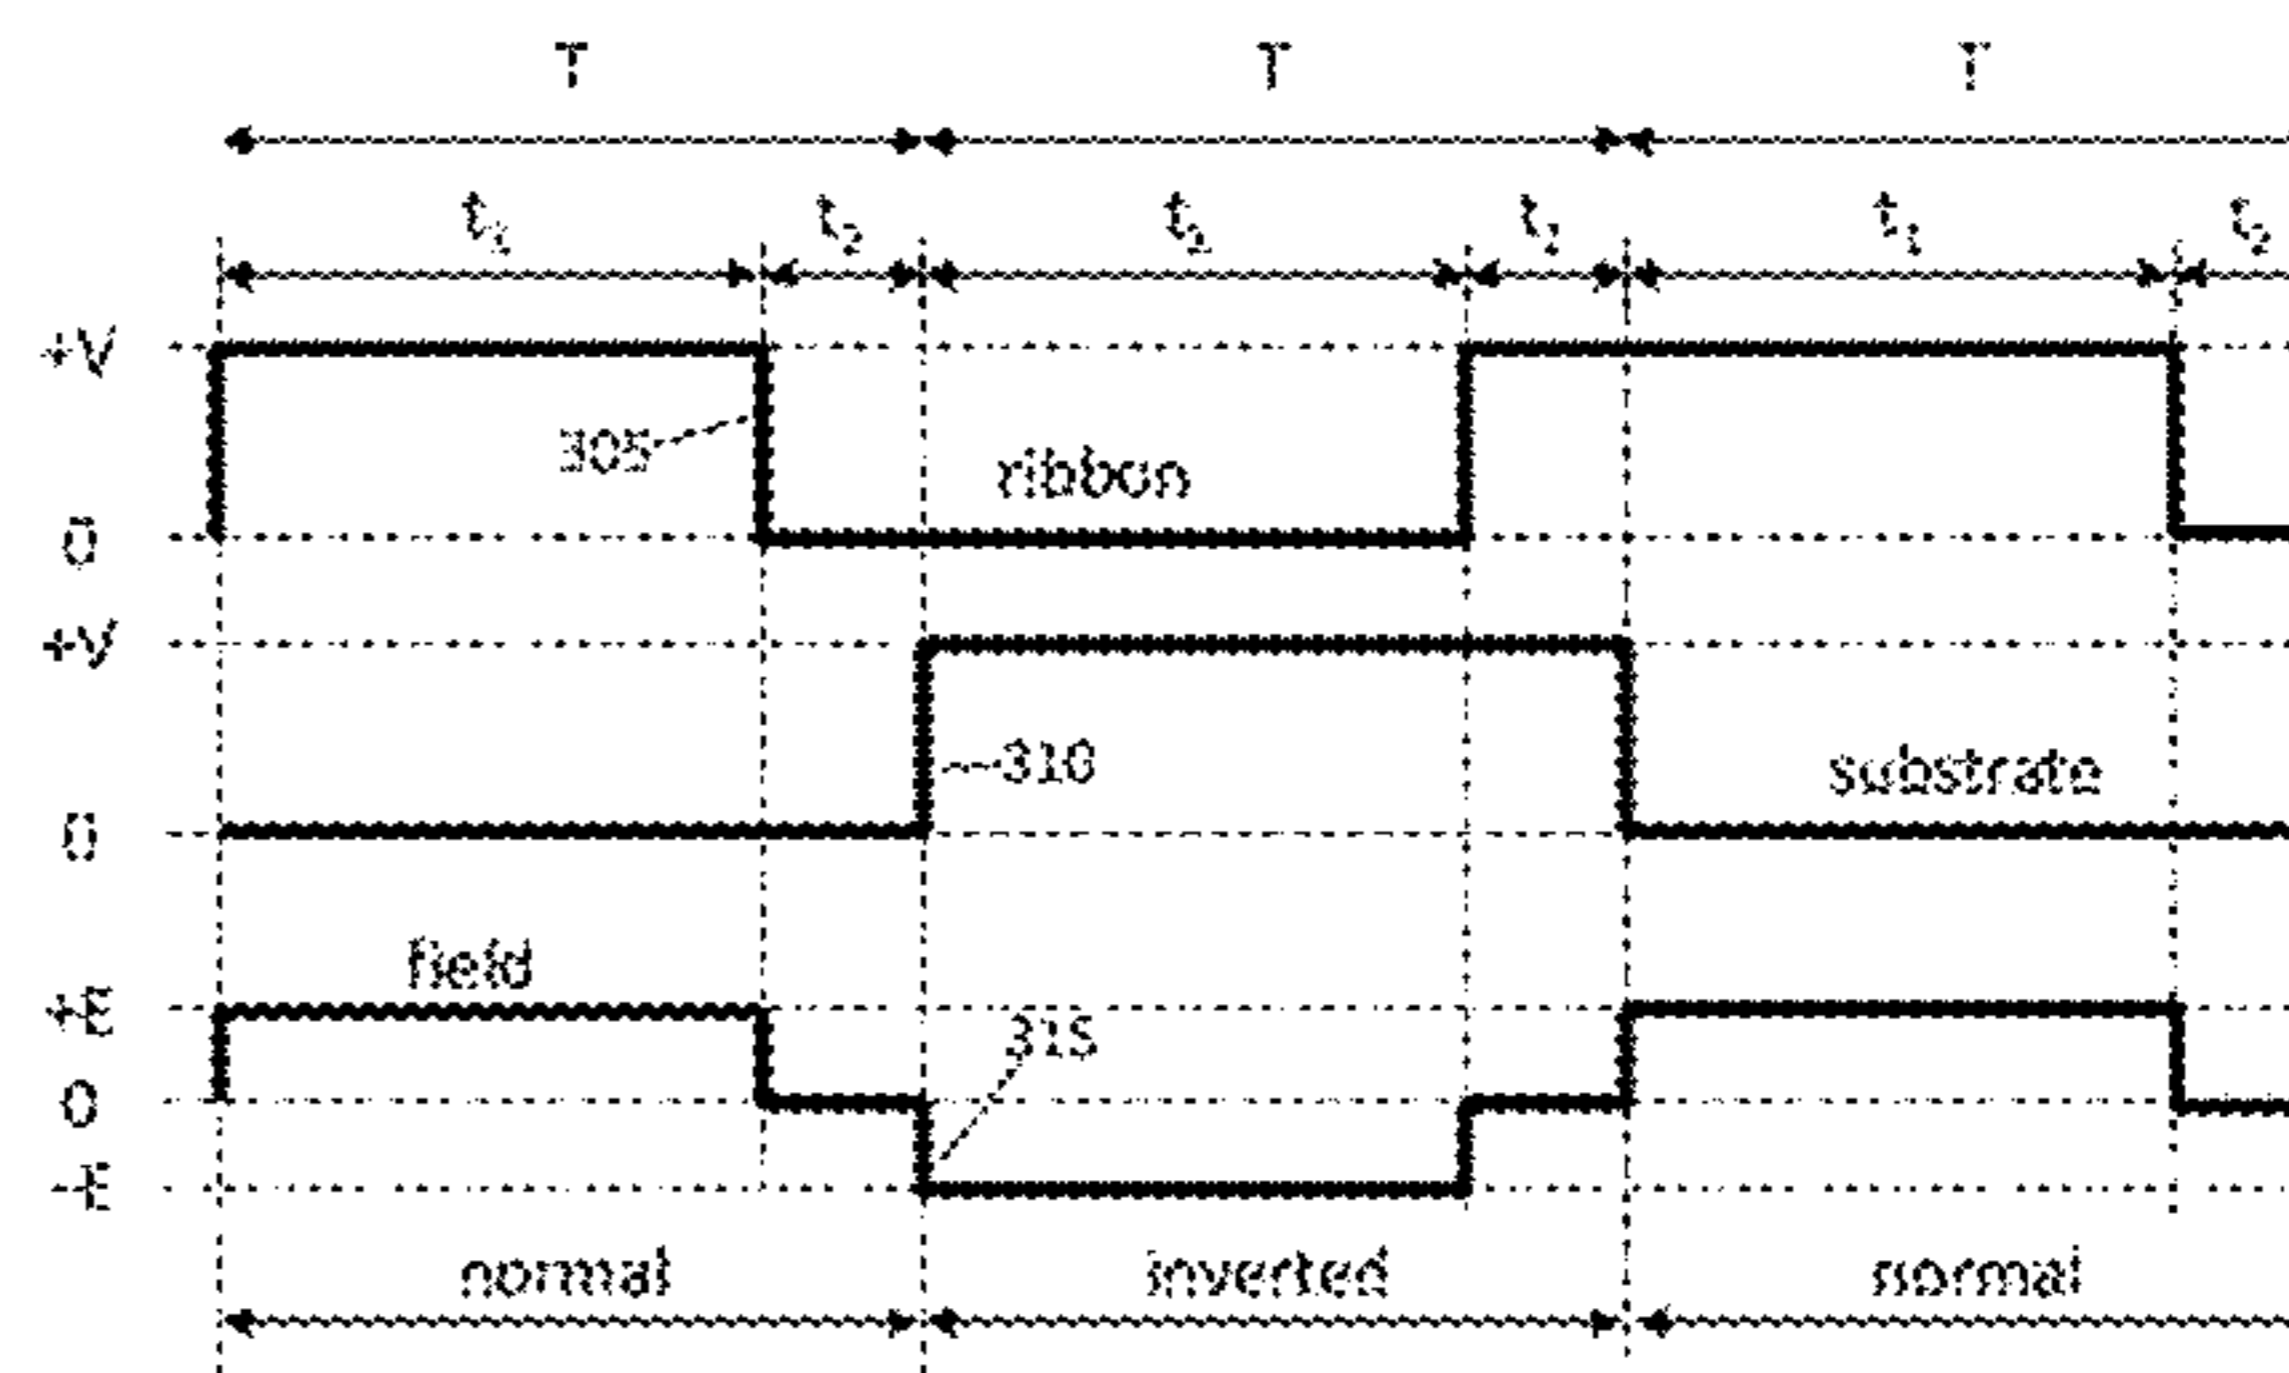 T T T
t₁ t₂ t₂ t₁ t₁ t₂
+V
305
ribbon
0
+V
310
substrate
0
field
+E
315
0
-E
normal inverted normal